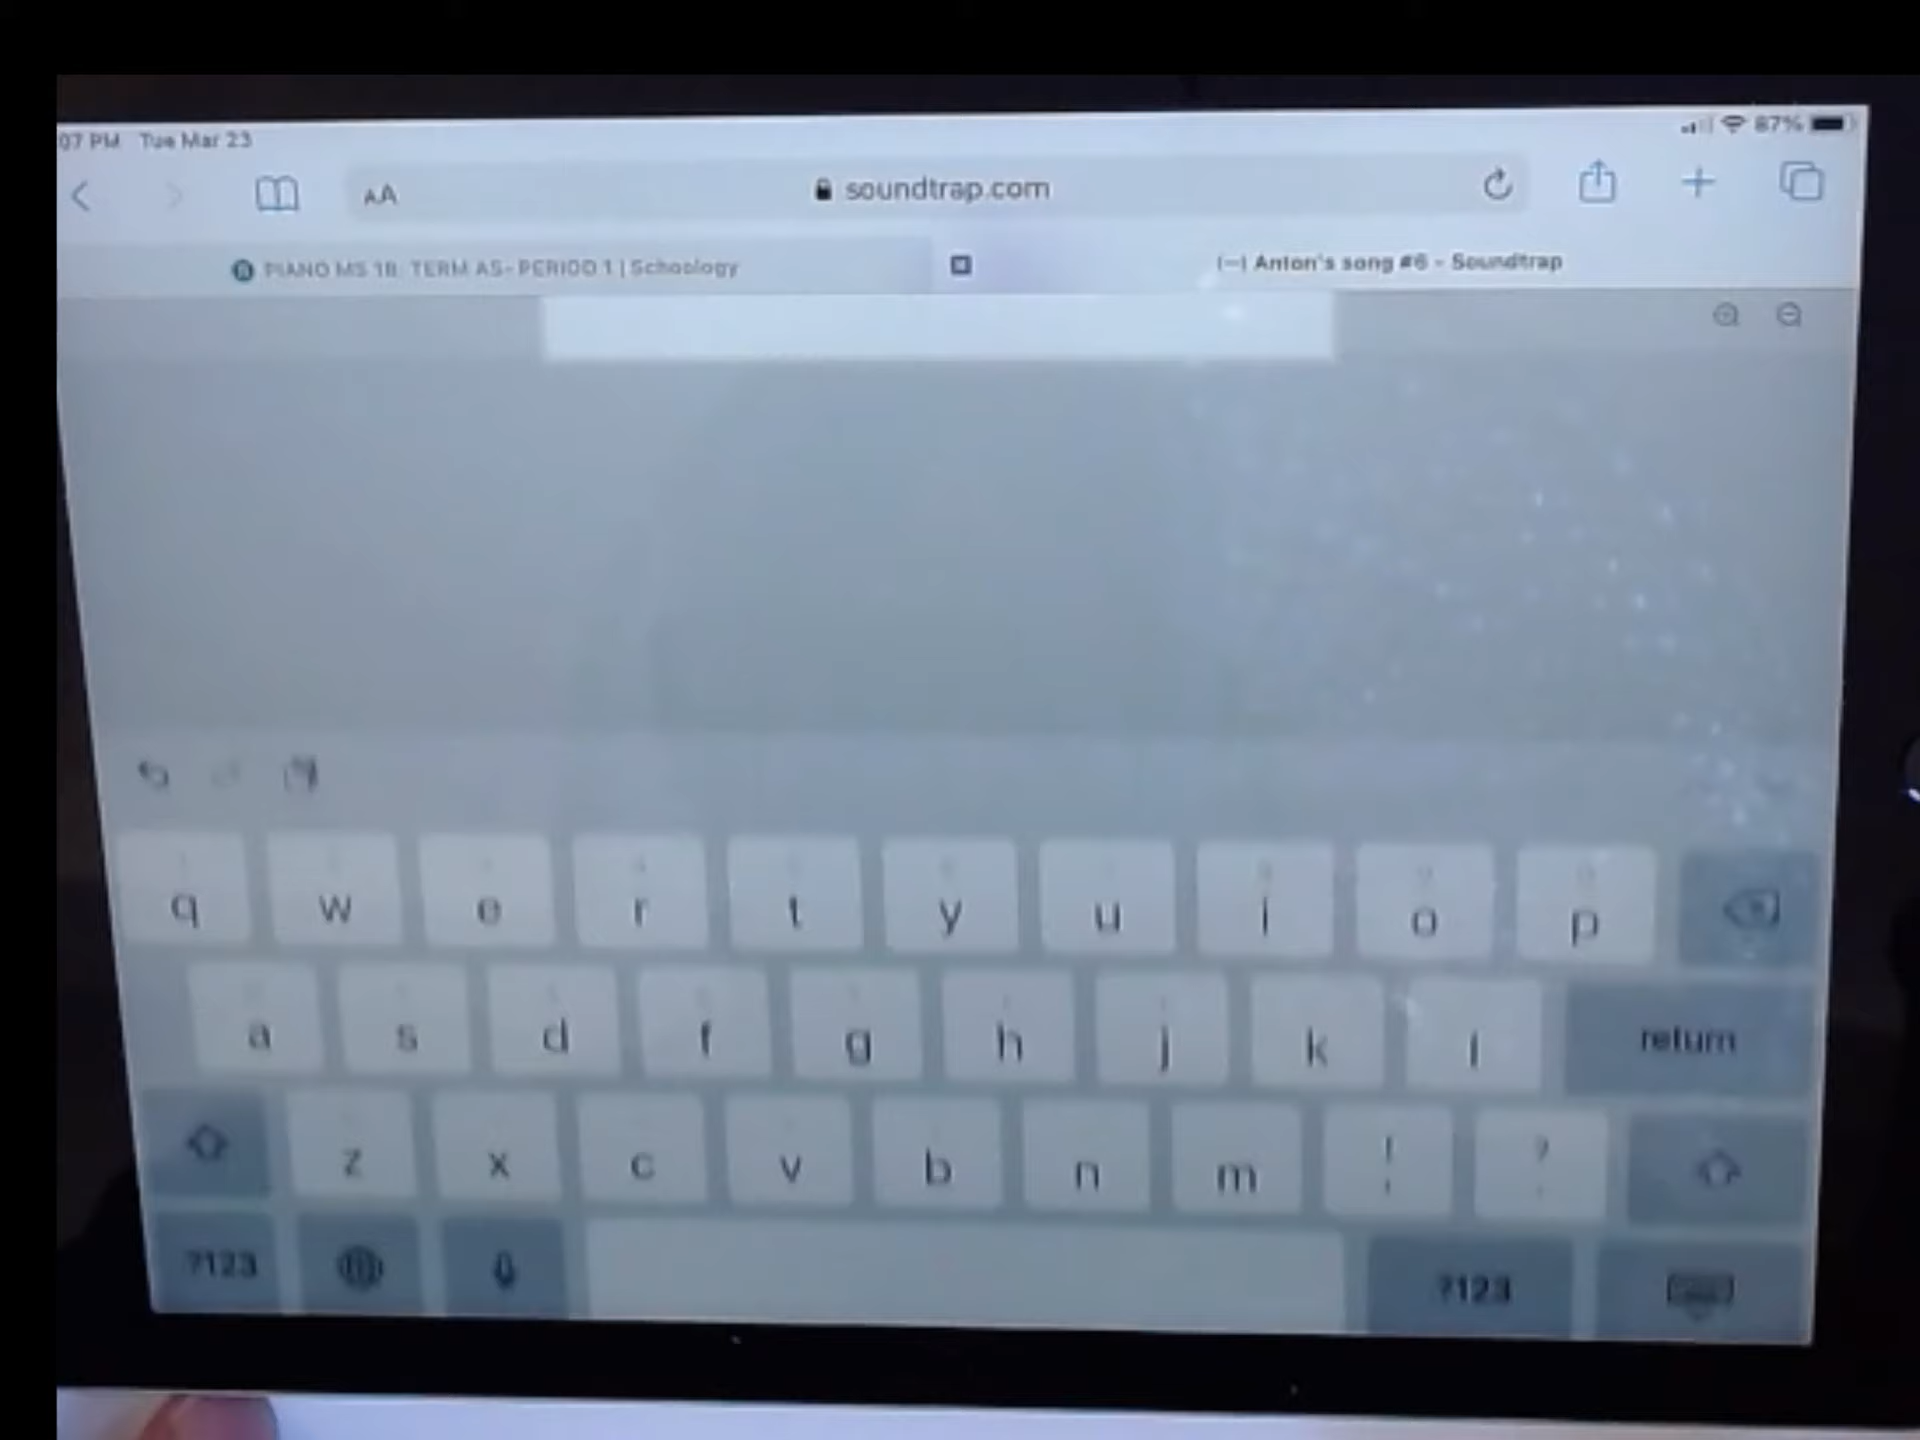 07 PM Tue Mar 23
87%
AA
soundtrap.com
PIANO MS 1B: TERM AS- PERIOD 1 | Schoology
(—) Anton's song #6 - Soundtrap
q w e r t y u i o p
a s d f g h j k l return
z x c v b n m ! , ? .
?123 ?123